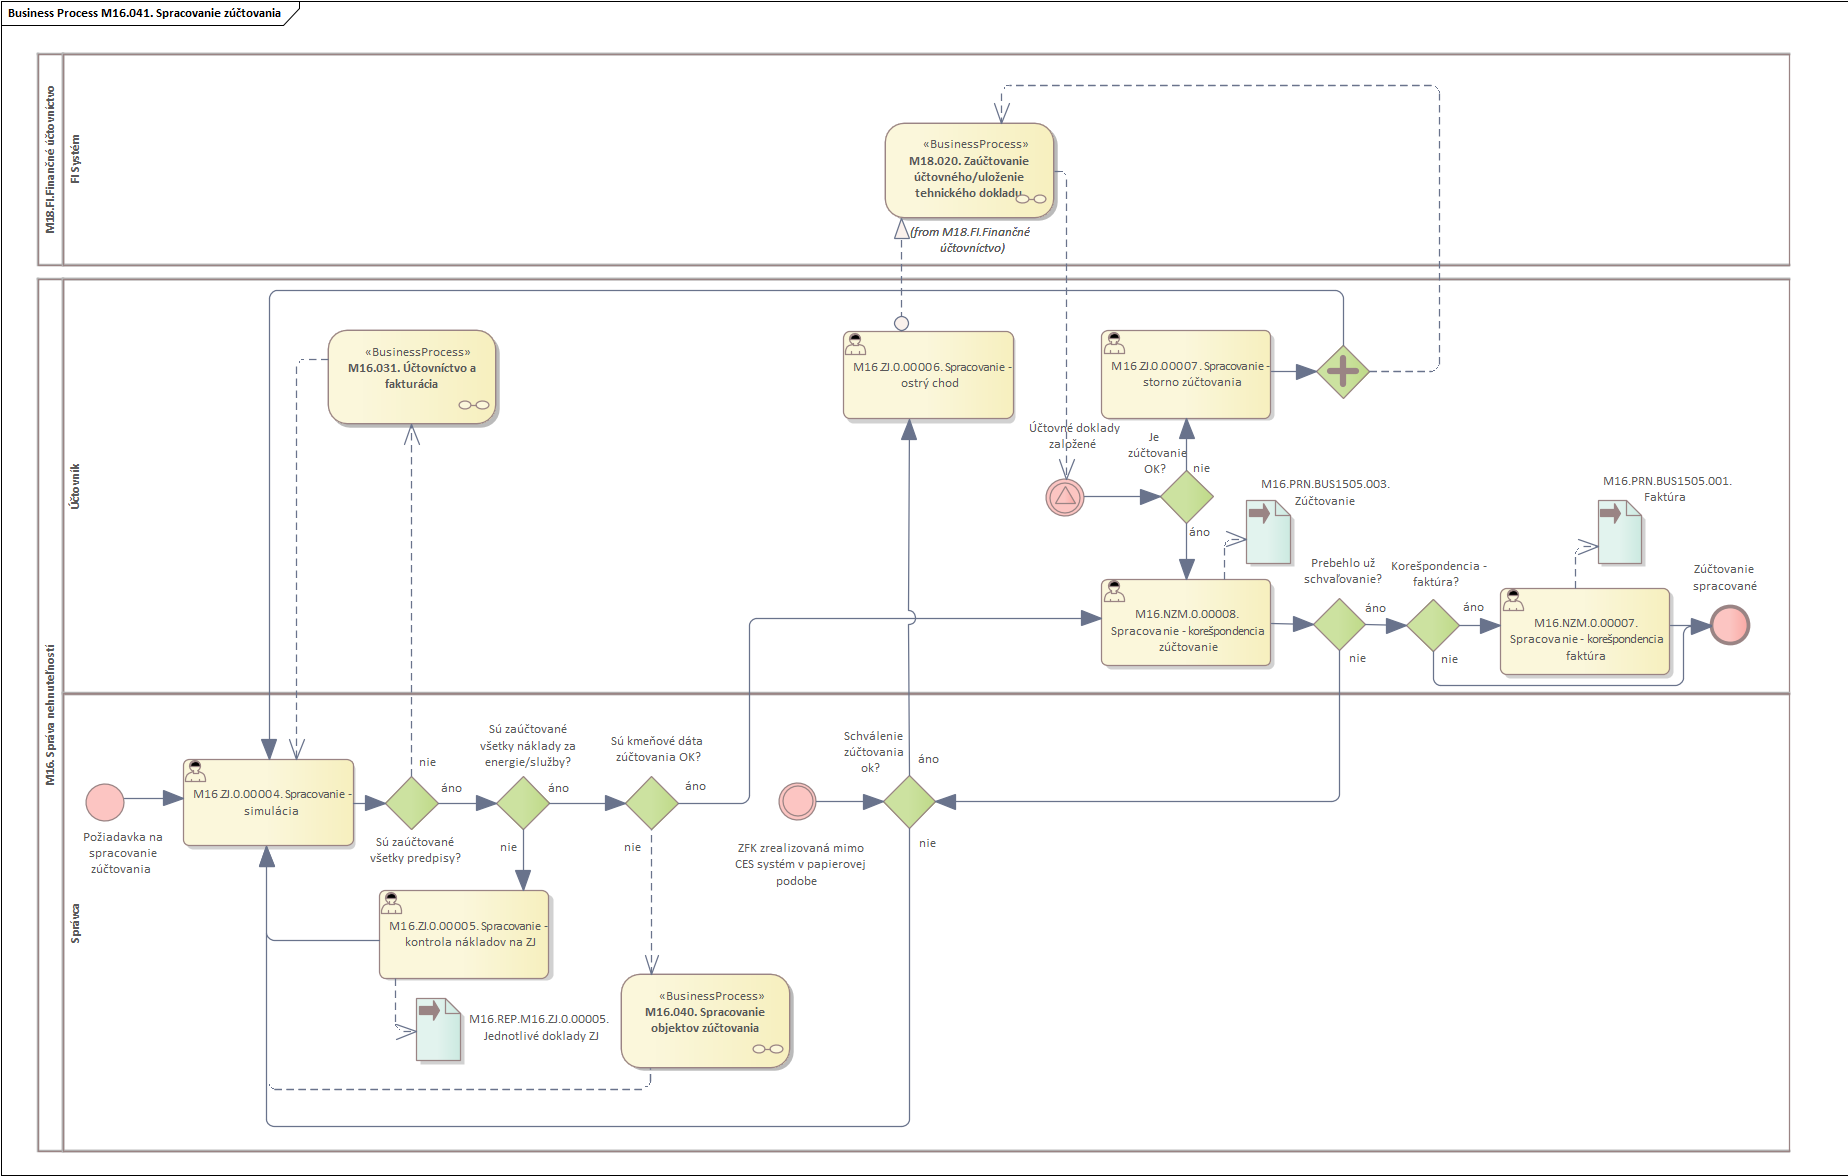 Business Process M16.041. Spracovanie zúčtovania
M18.FI.Finančné účtovníctvo
FI Systém
«BusinessProcess»
M18.020. Zaúčtovanie
účtovného/uloženie
tehnického dokladu
(from M18.FI.Finančné
účtovníctvo)
M16. Správa nehnuteľností
Účtovník
«BusinessProcess»
M16.031. Účtovníctvo a
fakturácia
M16.ZJ.0.00006. Spracovanie -
ostrý chod
M16.ZJ.0.00007. Spracovanie -
storno zúčtovania
Účtovné doklady
založené
Je
zúčtovanie
OK?
nie
áno
M16.PRN.BUS1505.003.
Zúčtovanie
M16.PRN.BUS1505.001.
Faktúra
M16.NZM.0.00008.
Spracovanie - korešpondencia
zúčtovanie
Prebehlo už
schvaľovanie?
áno
nie
Korešpondencia -
faktúra?
áno
nie
M16.NZM.0.00007.
Spracovanie - korešpondencia
faktúra
Zúčtovanie
spracované
Správca
Požiadavka na
spracovanie
zúčtovania
M16.ZJ.0.00004. Spracovanie -
simulácia
nie
áno
Sú zaúčtované
všetky predpisy?
Sú zaúčtované
všetky náklady za
energie/služby?
áno
nie
Sú kmeňové dáta
zúčtovania OK?
áno
nie
Schválenie
zúčtovania
ok?
áno
nie
ZFK zrealizovaná mimo
CES systém v papierovej
podobe
M16.ZJ.0.00005. Spracovanie -
kontrola nákladov na ZJ
M16.REP.M16.ZJ.0.00005.
Jednotlivé doklady ZJ
«BusinessProcess»
M16.040. Spracovanie
objektov zúčtovania